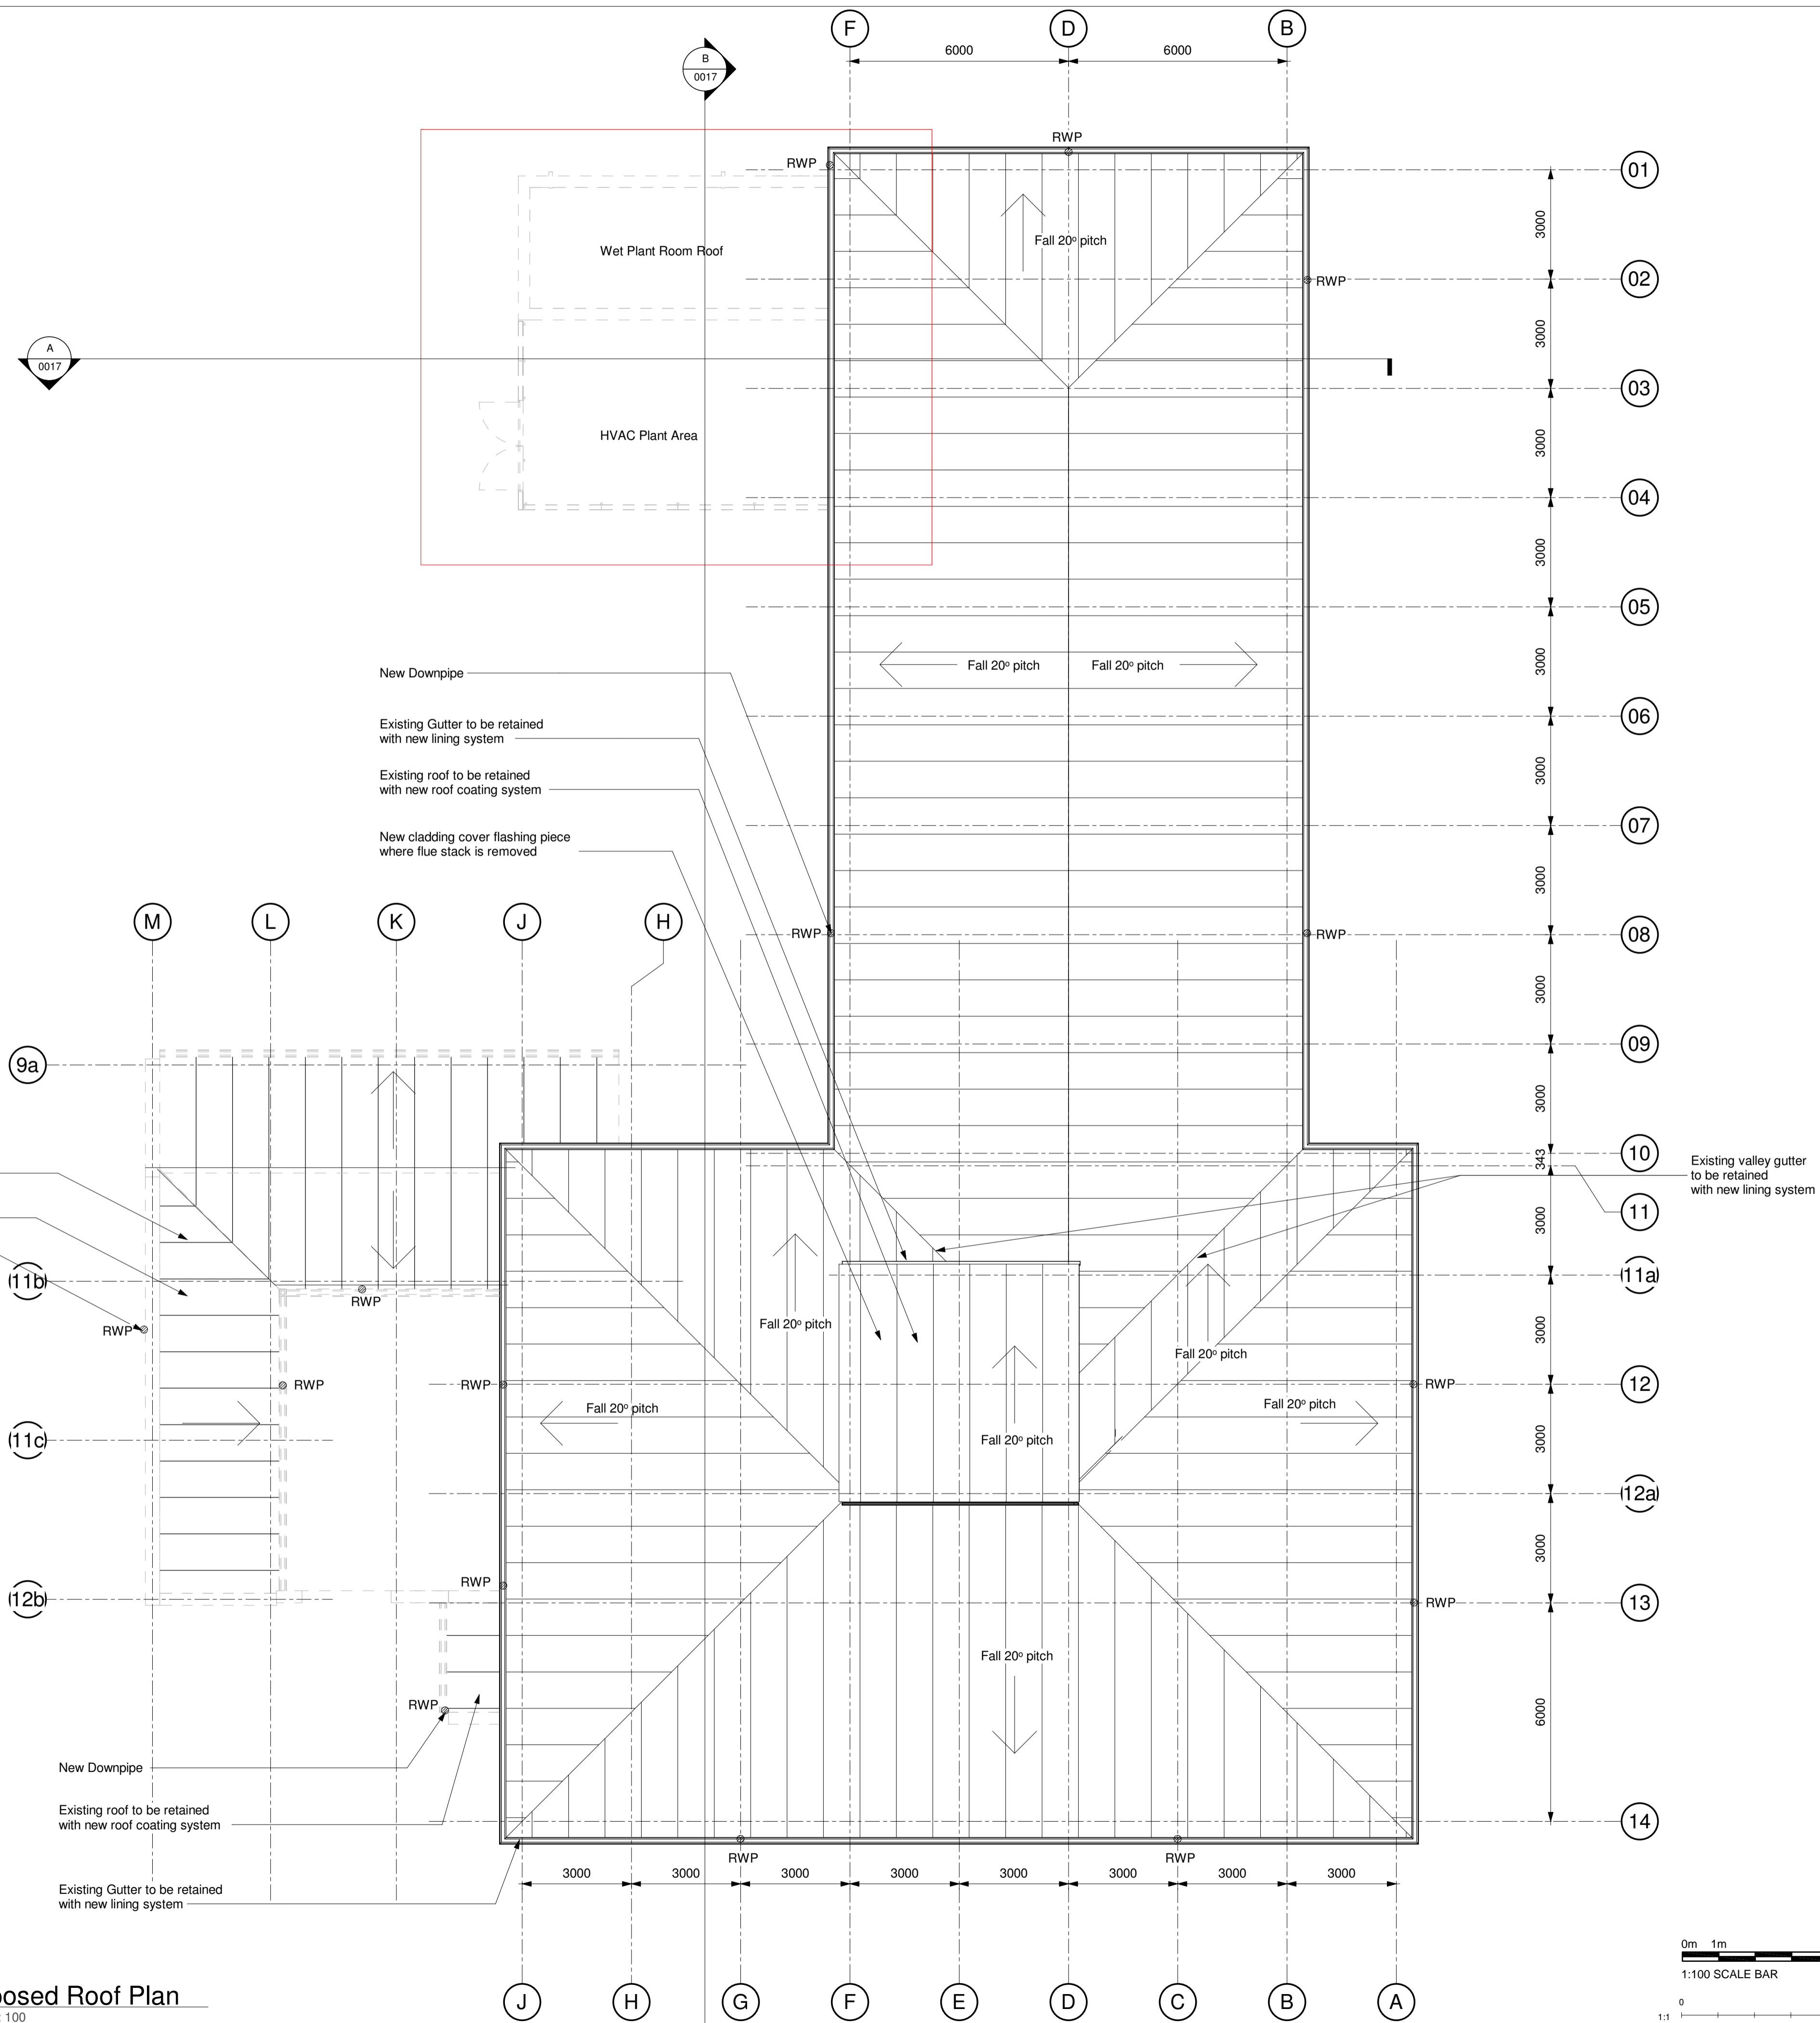 F
D
B
6000
6000
B
0017
RWP
RWP
01
3000
Wet Plant Room Roof
Fall 20º pitch
RWP
02
3000
A
0017
03
HVAC Plant Area
3000
04
3000
05
New Downpipe
Fall 20º pitch
Fall 20º pitch
3000
Existing Gutter to be retained
with new lining system
06
Existing roof to be retained
with new roof coating system
3000
New cladding cover flashing piece
where flue stack is removed
07
3000
M
L
K
J
H
RWP
RWP
08
3000
9a
09
3000
10
343
Existing valley gutter
to be retained
with new lining system
11
3000
11b
11a
RWP
RWP
Fall 20º pitch
3000
Fall 20º pitch
RWP
RWP
RWP
12
Fall 20º pitch
Fall 20º pitch
11c
Fall 20º pitch
3000
12a
3000
RWP
12b
RWP
13
Fall 20º pitch
RWP
6000
New Downpipe
Existing roof to be retained
with new roof coating system
14
RWP
RWP
3000
3000
3000
3000
3000
3000
3000
3000
Existing Gutter to be retained
with new lining system
0m 1m
1:100 SCALE BAR
osed Roof Plan
100
J
H
G
F
E
D
C
B
A
0
1:1